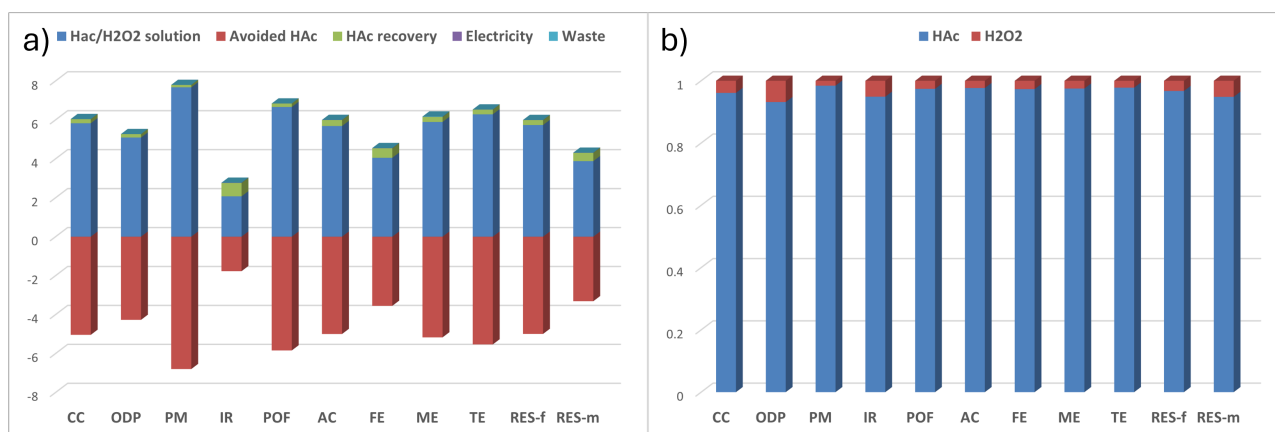 a)
Hac/H2O2 solution Avoided HAc HAc recovery Electricity Waste
8
6
4
2
0
-2
-4
-6
-8
CC ODP PM IR POF AC FE ME TE RES-f RES-m
b)
HAc H2O2
1
0.8
0.6
0.4
0.2
0
CC ODP PM IR POF AC FE ME TE RES-f RES-m